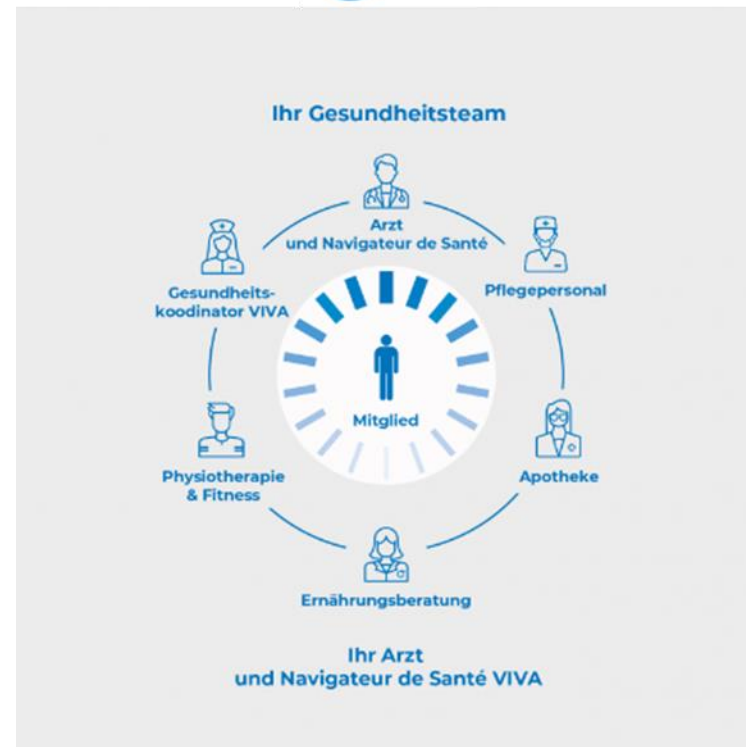 Ihr Gesundheitsteam
Arzt
und Navigateur de Santé
Pflegepersonal
Gesundheits-
koodinator VIVA
Mitglied
Physiotherapie
& Fitness
Apotheke
Ernährungsberatung
Ihr Arzt
und Navigateur de Santé VIVA